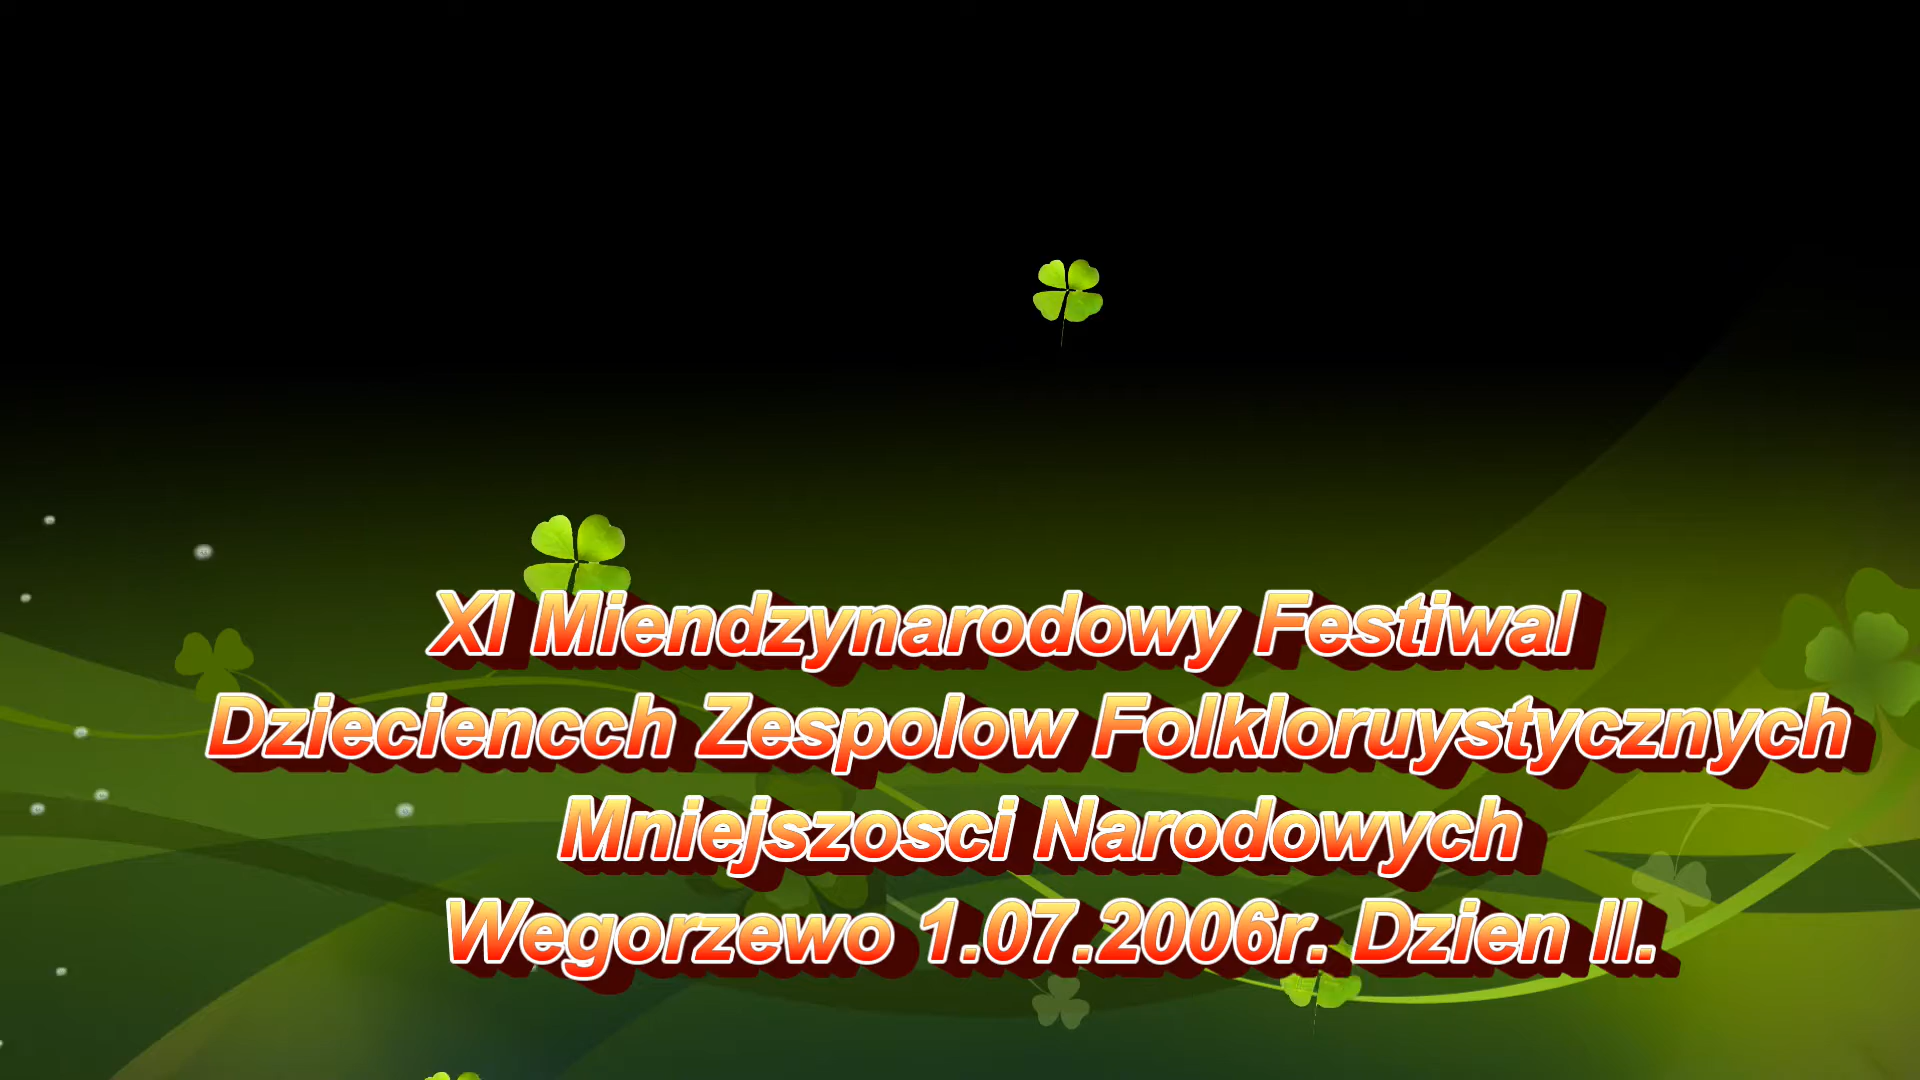 XI Miendzynarodowy Festiwal
Dzieciencch Zespolow Folkloruystycznych
Mniejszosci Narodowych
Wegorzewo 1.07.2006r. Dzien II.